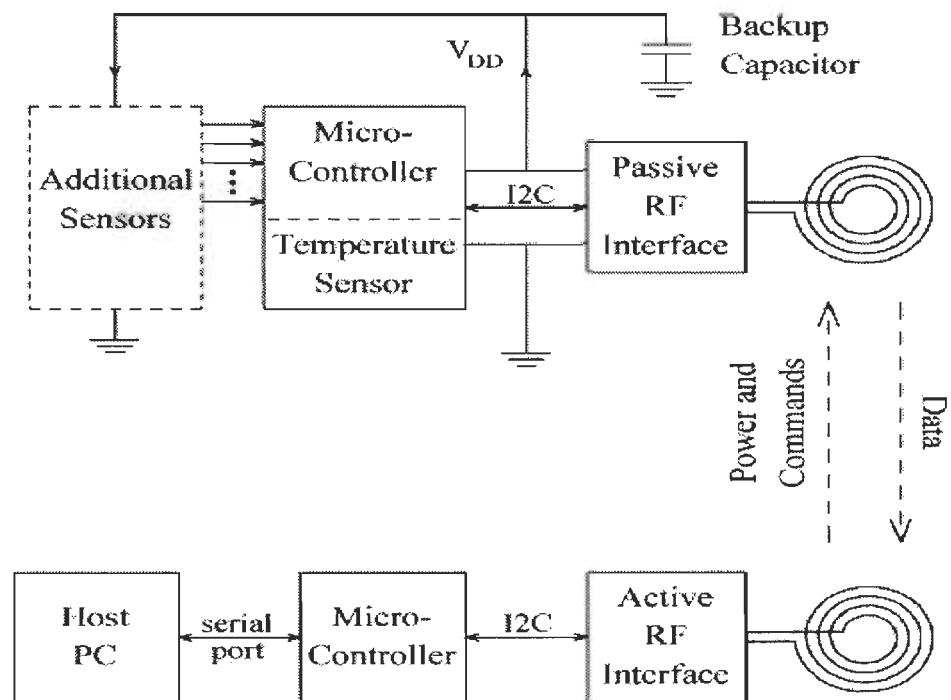 Backup
Capacitor
V_DD
Additional
Sensors
Micro-
Controller
Temperature
Sensor
I2C
Passive
RF
Interface
Power and
Commands
Data
Host
PC
serial
port
Micro-
Controller
I2C
Active
RF
Interface